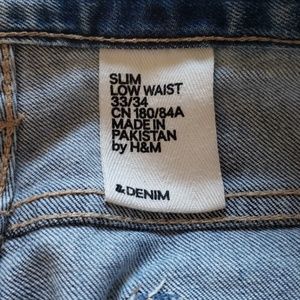 SLIM
LOW WAIST
33/34
CN 180/84A
MADE IN
PAKISTAN
by H&M
& DENIM